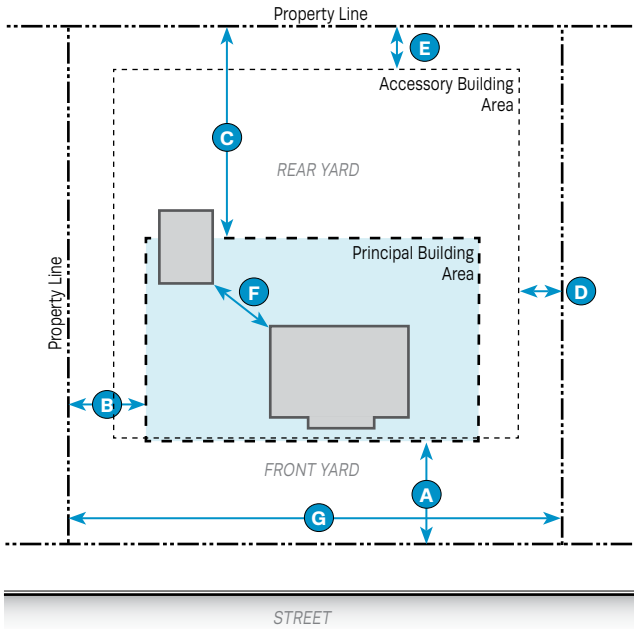 Property Line
E
Accessory Building
Area
C
REAR YARD
Principal Building
Area
Property Line
F
D
B
FRONT YARD
A
G
STREET